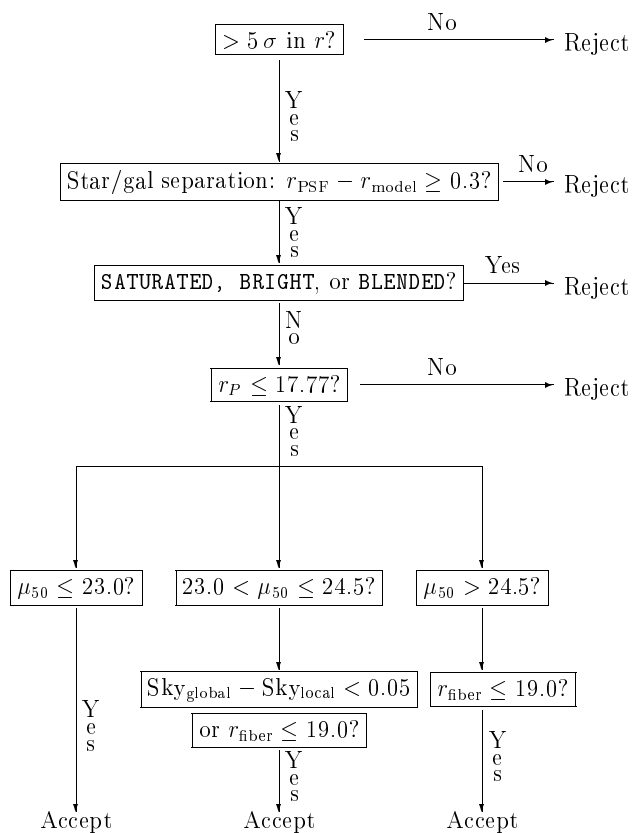 > 5 σ in r?
No
Reject
Yes
Star/gal separation: r_PSF − r_model ≥ 0.3?
No
Reject
Yes
SATURATED, BRIGHT, or BLENDED?
Yes
Reject
No
r_P ≤ 17.77?
No
Reject
Yes
μ_50 ≤ 23.0?
23.0 < μ_50 ≤ 24.5?
μ_50 > 24.5?
Sky_global − Sky_local < 0.05
or r_fiber ≤ 19.0?
r_fiber ≤ 19.0?
Yes
Yes
Yes
Accept
Accept
Accept